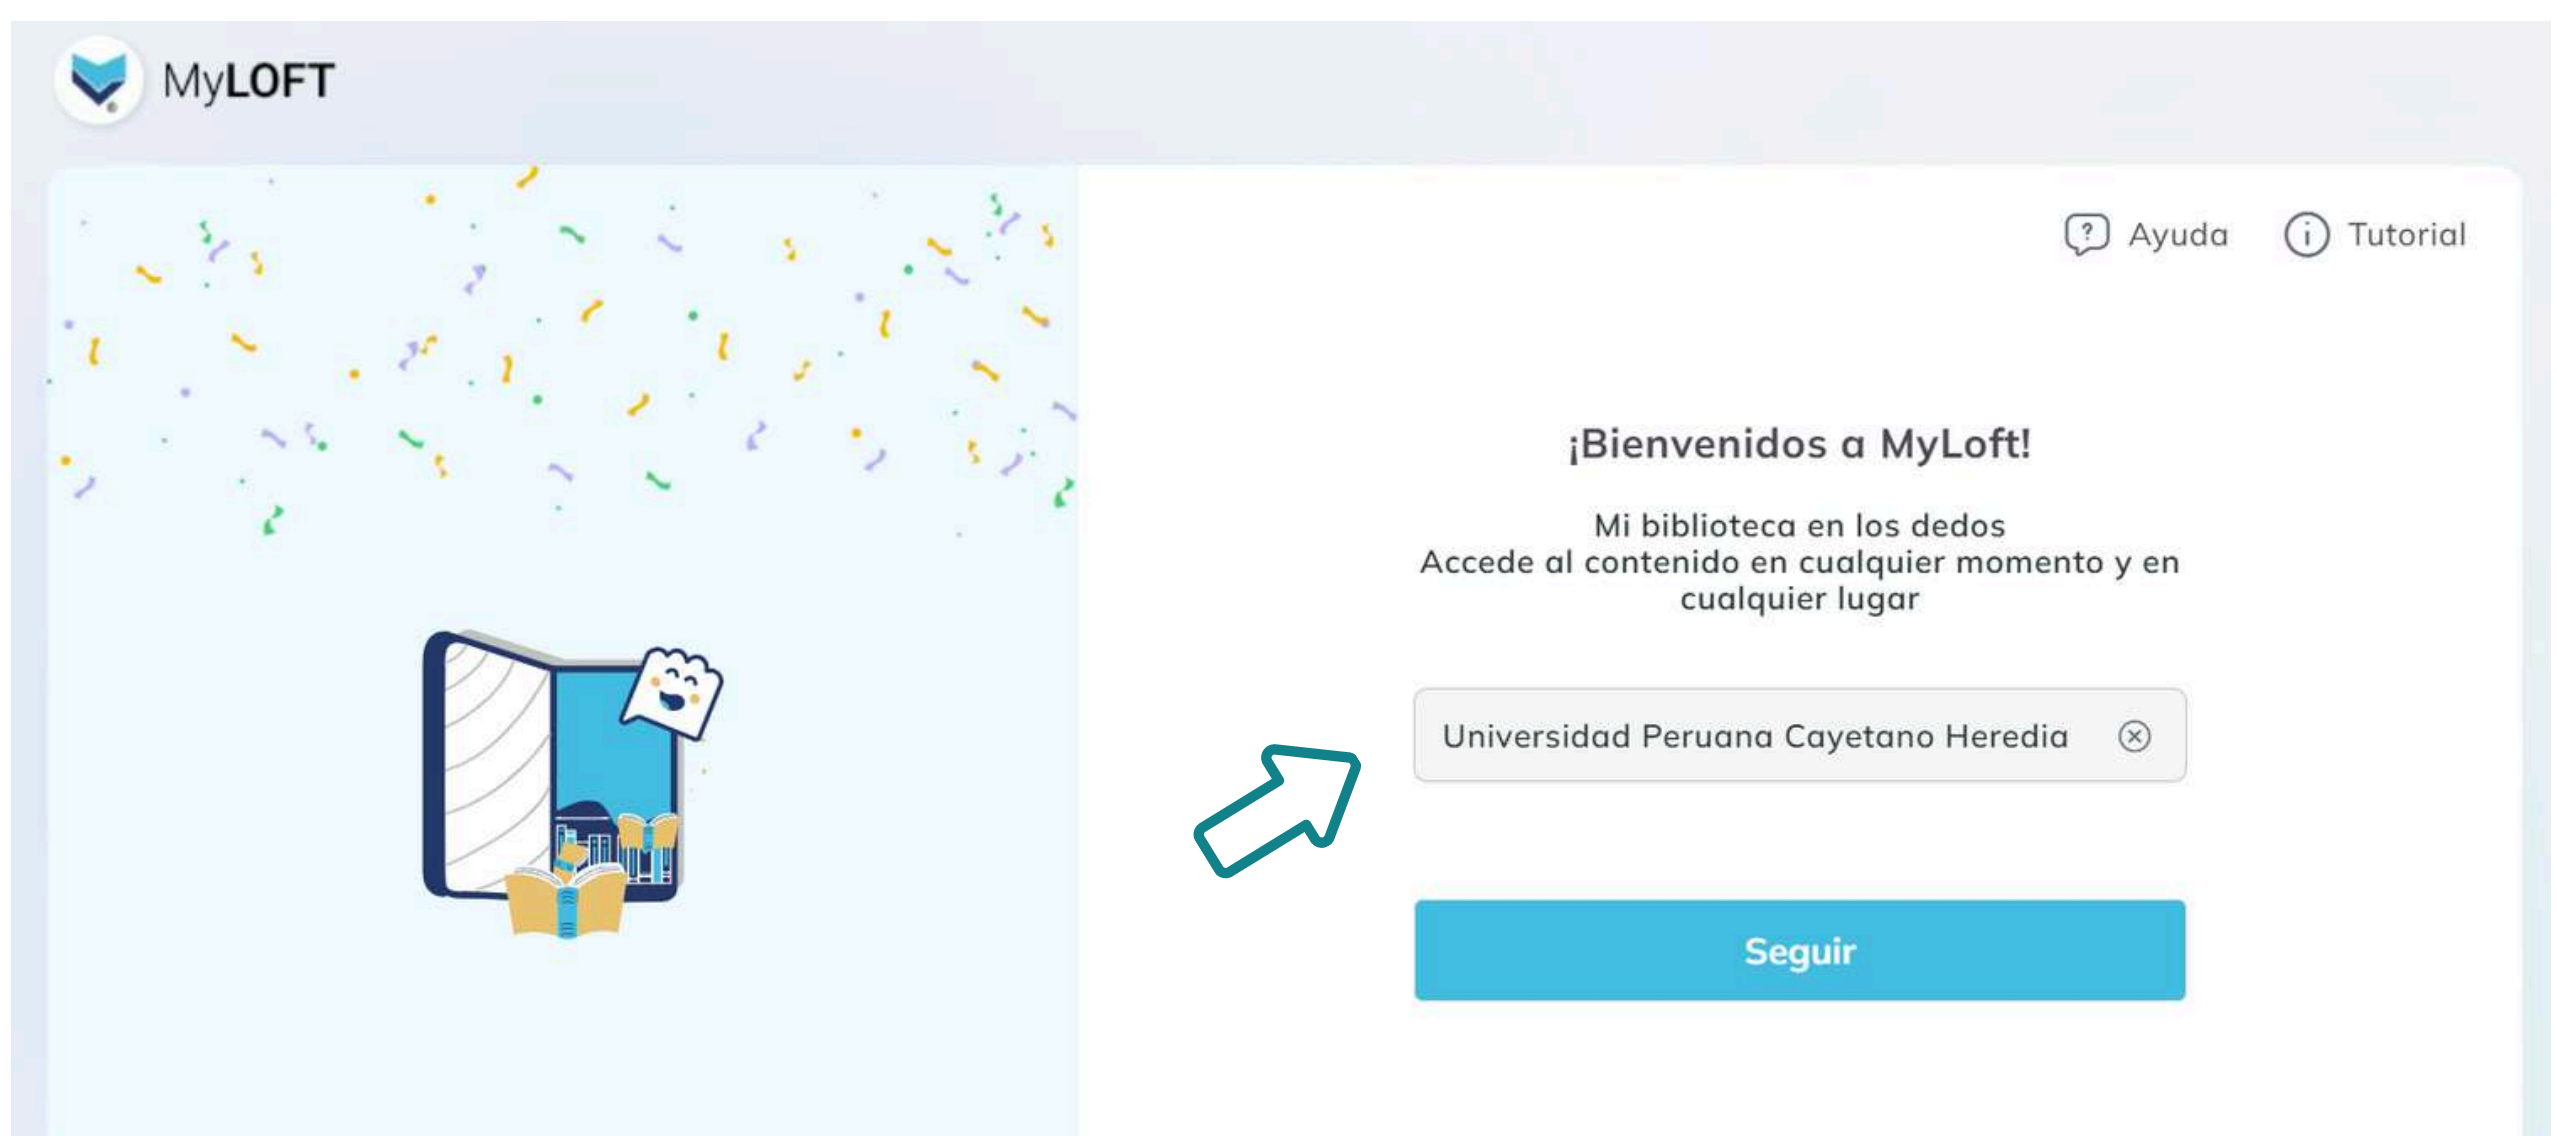 MyLOFT
Ayuda
Tutorial
¡Bienvenidos a MyLoft!
Mi biblioteca en los dedos
Accede al contenido en cualquier momento y en
cualquier lugar
Universidad Peruana Cayetano Heredia
Seguir